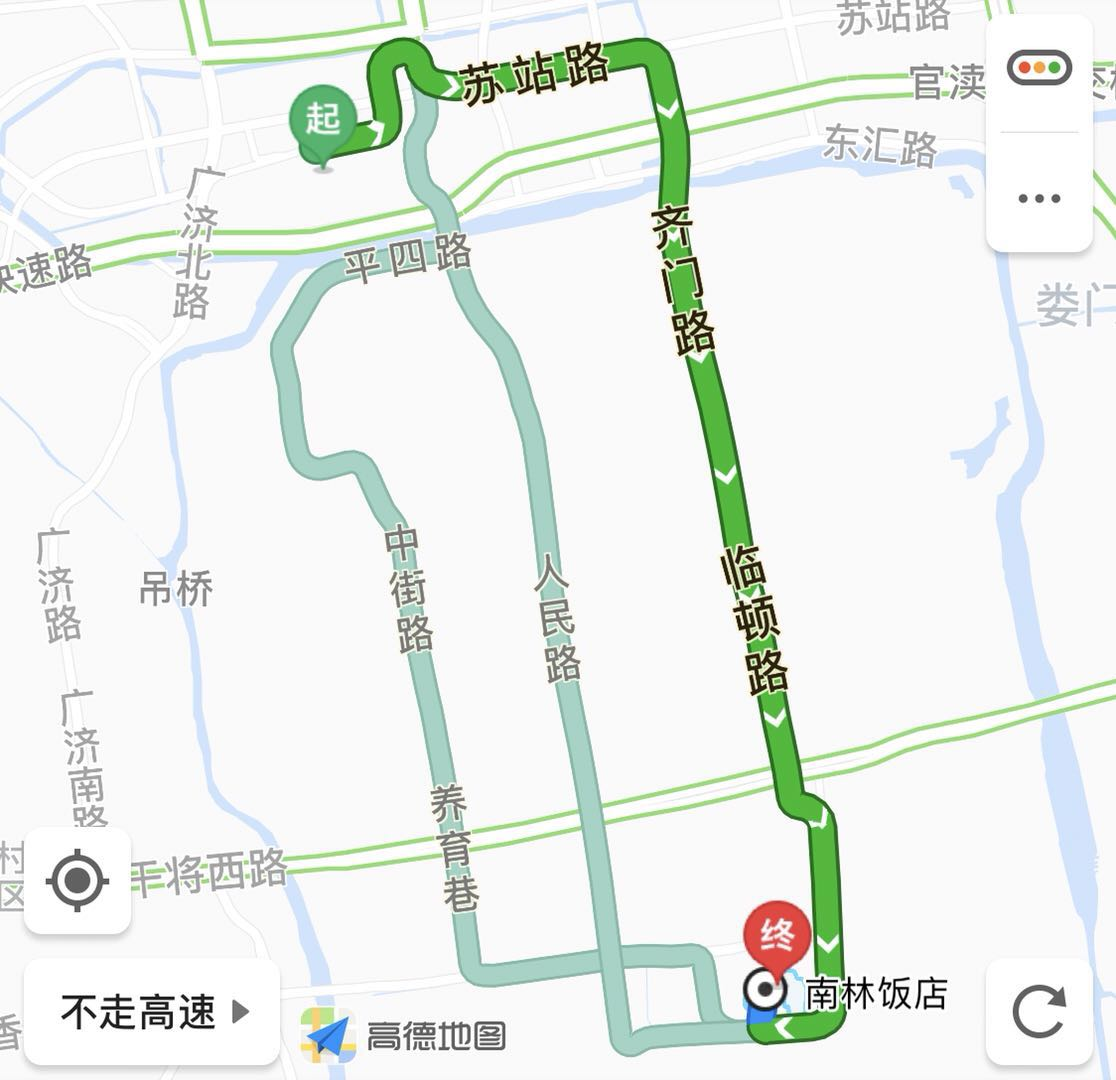 苏站路
苏站路
官渎
起
东汇路
广济北路
齐门路
平四路
快速路
娄门
中街路
人民路
临顿路
广济路
吊桥
广济南路
养育巷
村
区
干将西路
终
南林饭店
不走高速
高德地图
香